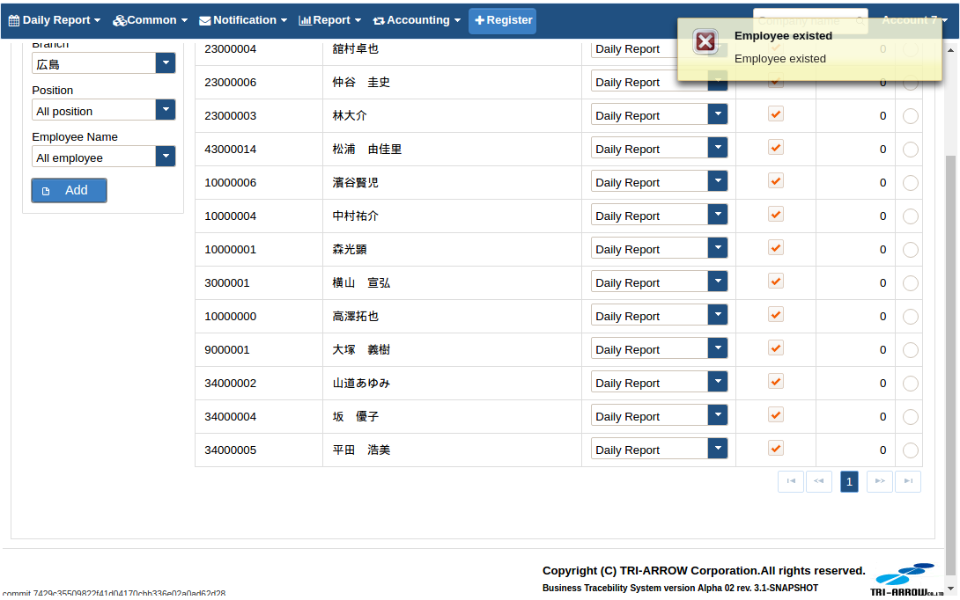 Daily Report
Common
Notification
Report
Accounting
Register
Account 7
Employee existed
Employee existed
Branch
広島
Position
All position
Employee Name
All employee
Add
23000004 舘村卓也 Daily Report 0
23000006 仲谷　圭史 Daily Report 0
23000003 林大介 Daily Report 0
43000014 松浦　由佳里 Daily Report 0
10000006 濱谷賢児 Daily Report 0
10000004 中村祐介 Daily Report 0
10000001 森光顕 Daily Report 0
3000001 横山　宣弘 Daily Report 0
10000000 高澤拓也 Daily Report 0
9000001 大塚　義樹 Daily Report 0
34000002 山道あゆみ Daily Report 0
34000004 坂　優子 Daily Report 0
34000005 平田　浩美 Daily Report 0
1
Copyright (C) TRI-ARROW Corporation.All rights reserved.
Business Tracebility System version Alpha 02 rev. 3.1-SNAPSHOT
TRI-ARROW
commit